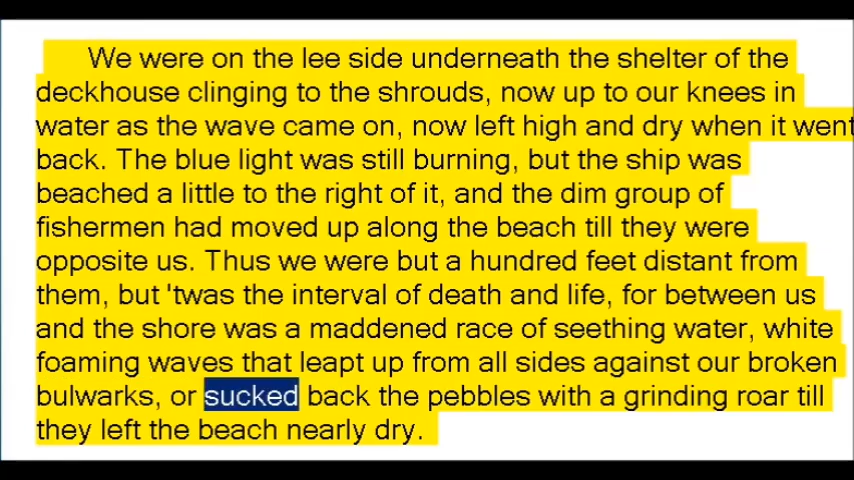 We were on the lee side underneath the shelter of the
deckhouse clinging to the shrouds, now up to our knees in
water as the wave came on, now left high and dry when it went
back. The blue light was still burning, but the ship was
beached a little to the right of it, and the dim group of
fishermen had moved up along the beach till they were
opposite us. Thus we were but a hundred feet distant from
them, but 'twas the interval of death and life, for between us
and the shore was a maddened race of seething water, white
foaming waves that leapt up from all sides against our broken
bulwarks, or sucked back the pebbles with a grinding roar till
they left the beach nearly dry.